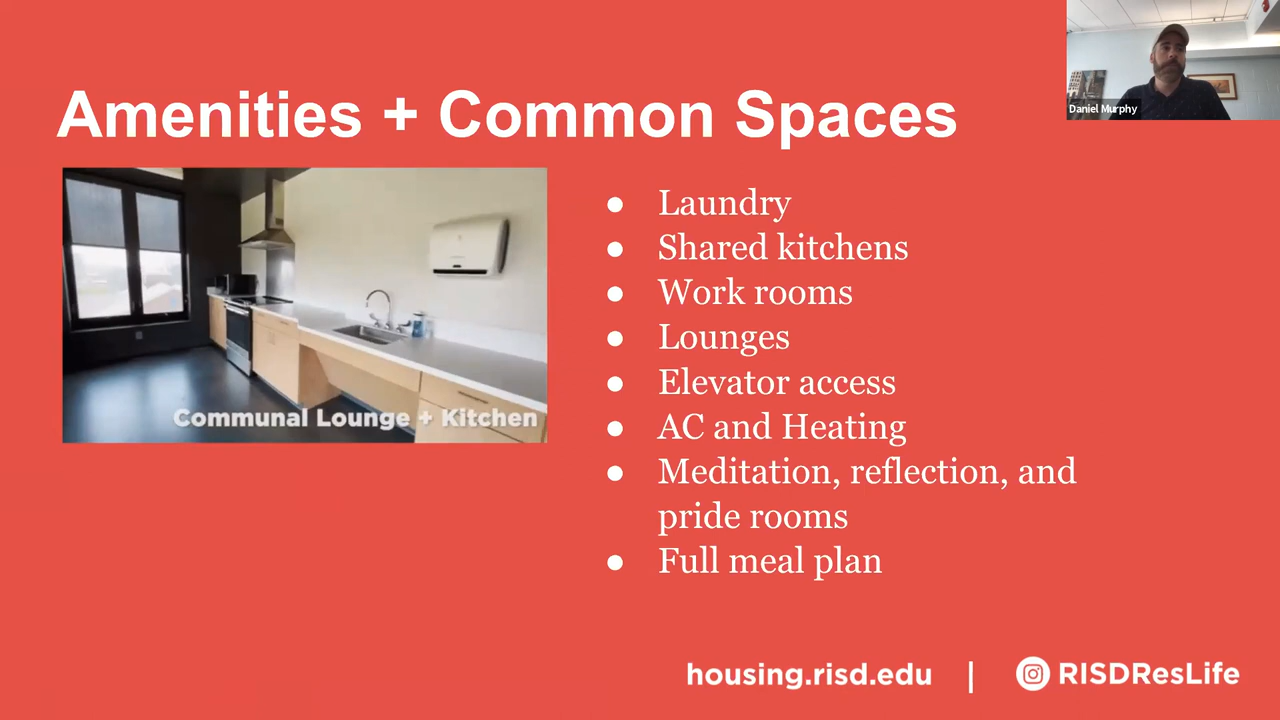 Daniel Murphy
Amenities + Common Spaces
Communal Lounge + Kitchen
● Laundry
● Shared kitchens
● Work rooms
● Lounges
● Elevator access
● AC and Heating
● Meditation, reflection, and
pride rooms
● Full meal plan
housing.risd.edu | RISDResLife